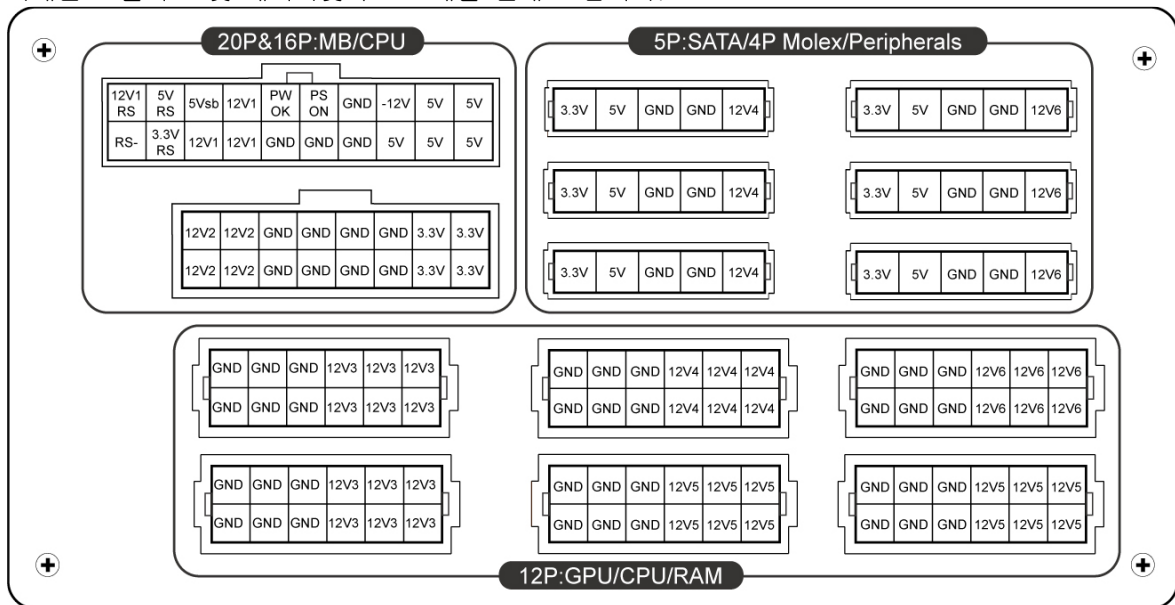 20P&16P:MB/CPU
12V1 RS 5V RS 5Vsb 12V1 PW OK PS ON GND -12V 5V 5V
RS- 3.3V RS 12V1 12V1 GND GND GND 5V 5V 5V
12V2 12V2 GND GND GND GND 3.3V 3.3V
12V2 12V2 GND GND GND GND 3.3V 3.3V
5P:SATA/4P Molex/Peripherals
3.3V 5V GND GND 12V4
3.3V 5V GND GND 12V6
3.3V 5V GND GND 12V4
3.3V 5V GND GND 12V6
3.3V 5V GND GND 12V4
3.3V 5V GND GND 12V6
GND GND GND 12V3 12V3 12V3
GND GND GND 12V3 12V3 12V3
GND GND GND 12V4 12V4 12V4
GND GND GND 12V4 12V4 12V4
GND GND GND 12V6 12V6 12V6
GND GND GND 12V6 12V6 12V6
GND GND GND 12V3 12V3 12V3
GND GND GND 12V3 12V3 12V3
GND GND GND 12V5 12V5 12V5
GND GND GND 12V5 12V5 12V5
GND GND GND 12V5 12V5 12V5
GND GND GND 12V5 12V5 12V5
12P:GPU/CPU/RAM